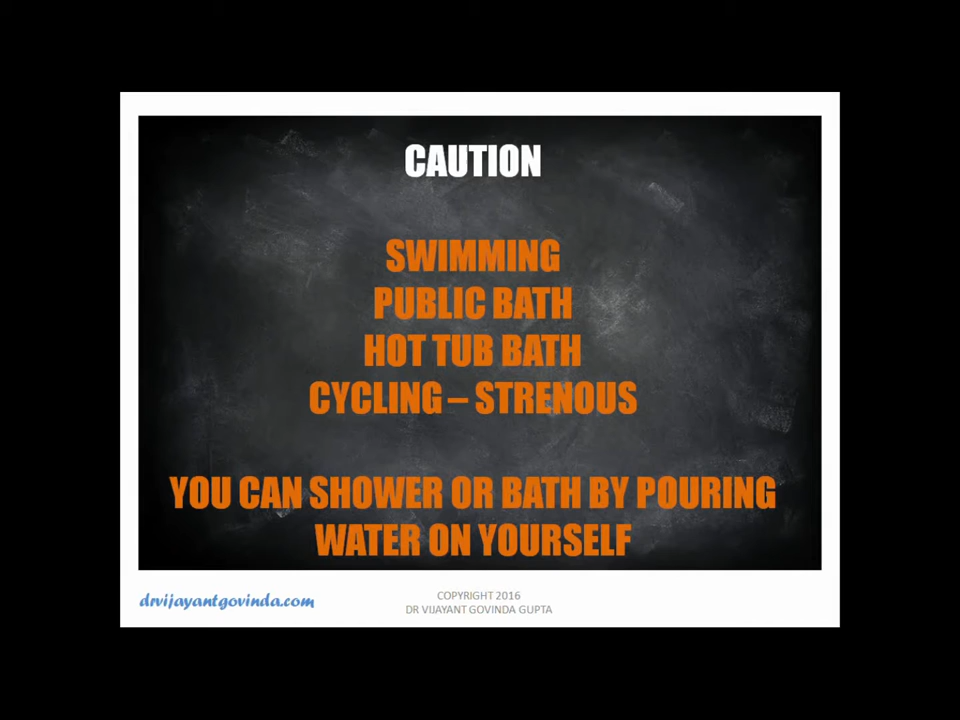 CAUTION
SWIMMING
PUBLIC BATH
HOT TUB BATH
CYCLING – STRENOUS
YOU CAN SHOWER OR BATH BY POURING
WATER ON YOURSELF
drvijayantgovinda.com
COPYRIGHT 2016
DR VIJAYANT GOVINDA GUPTA